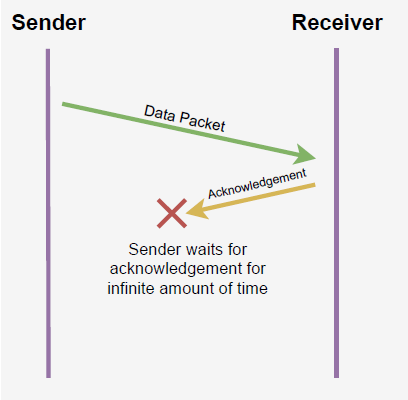 Sender
Receiver
Data Packet
Acknowledgement
Sender waits for
acknowledgement for
infinite amount of time